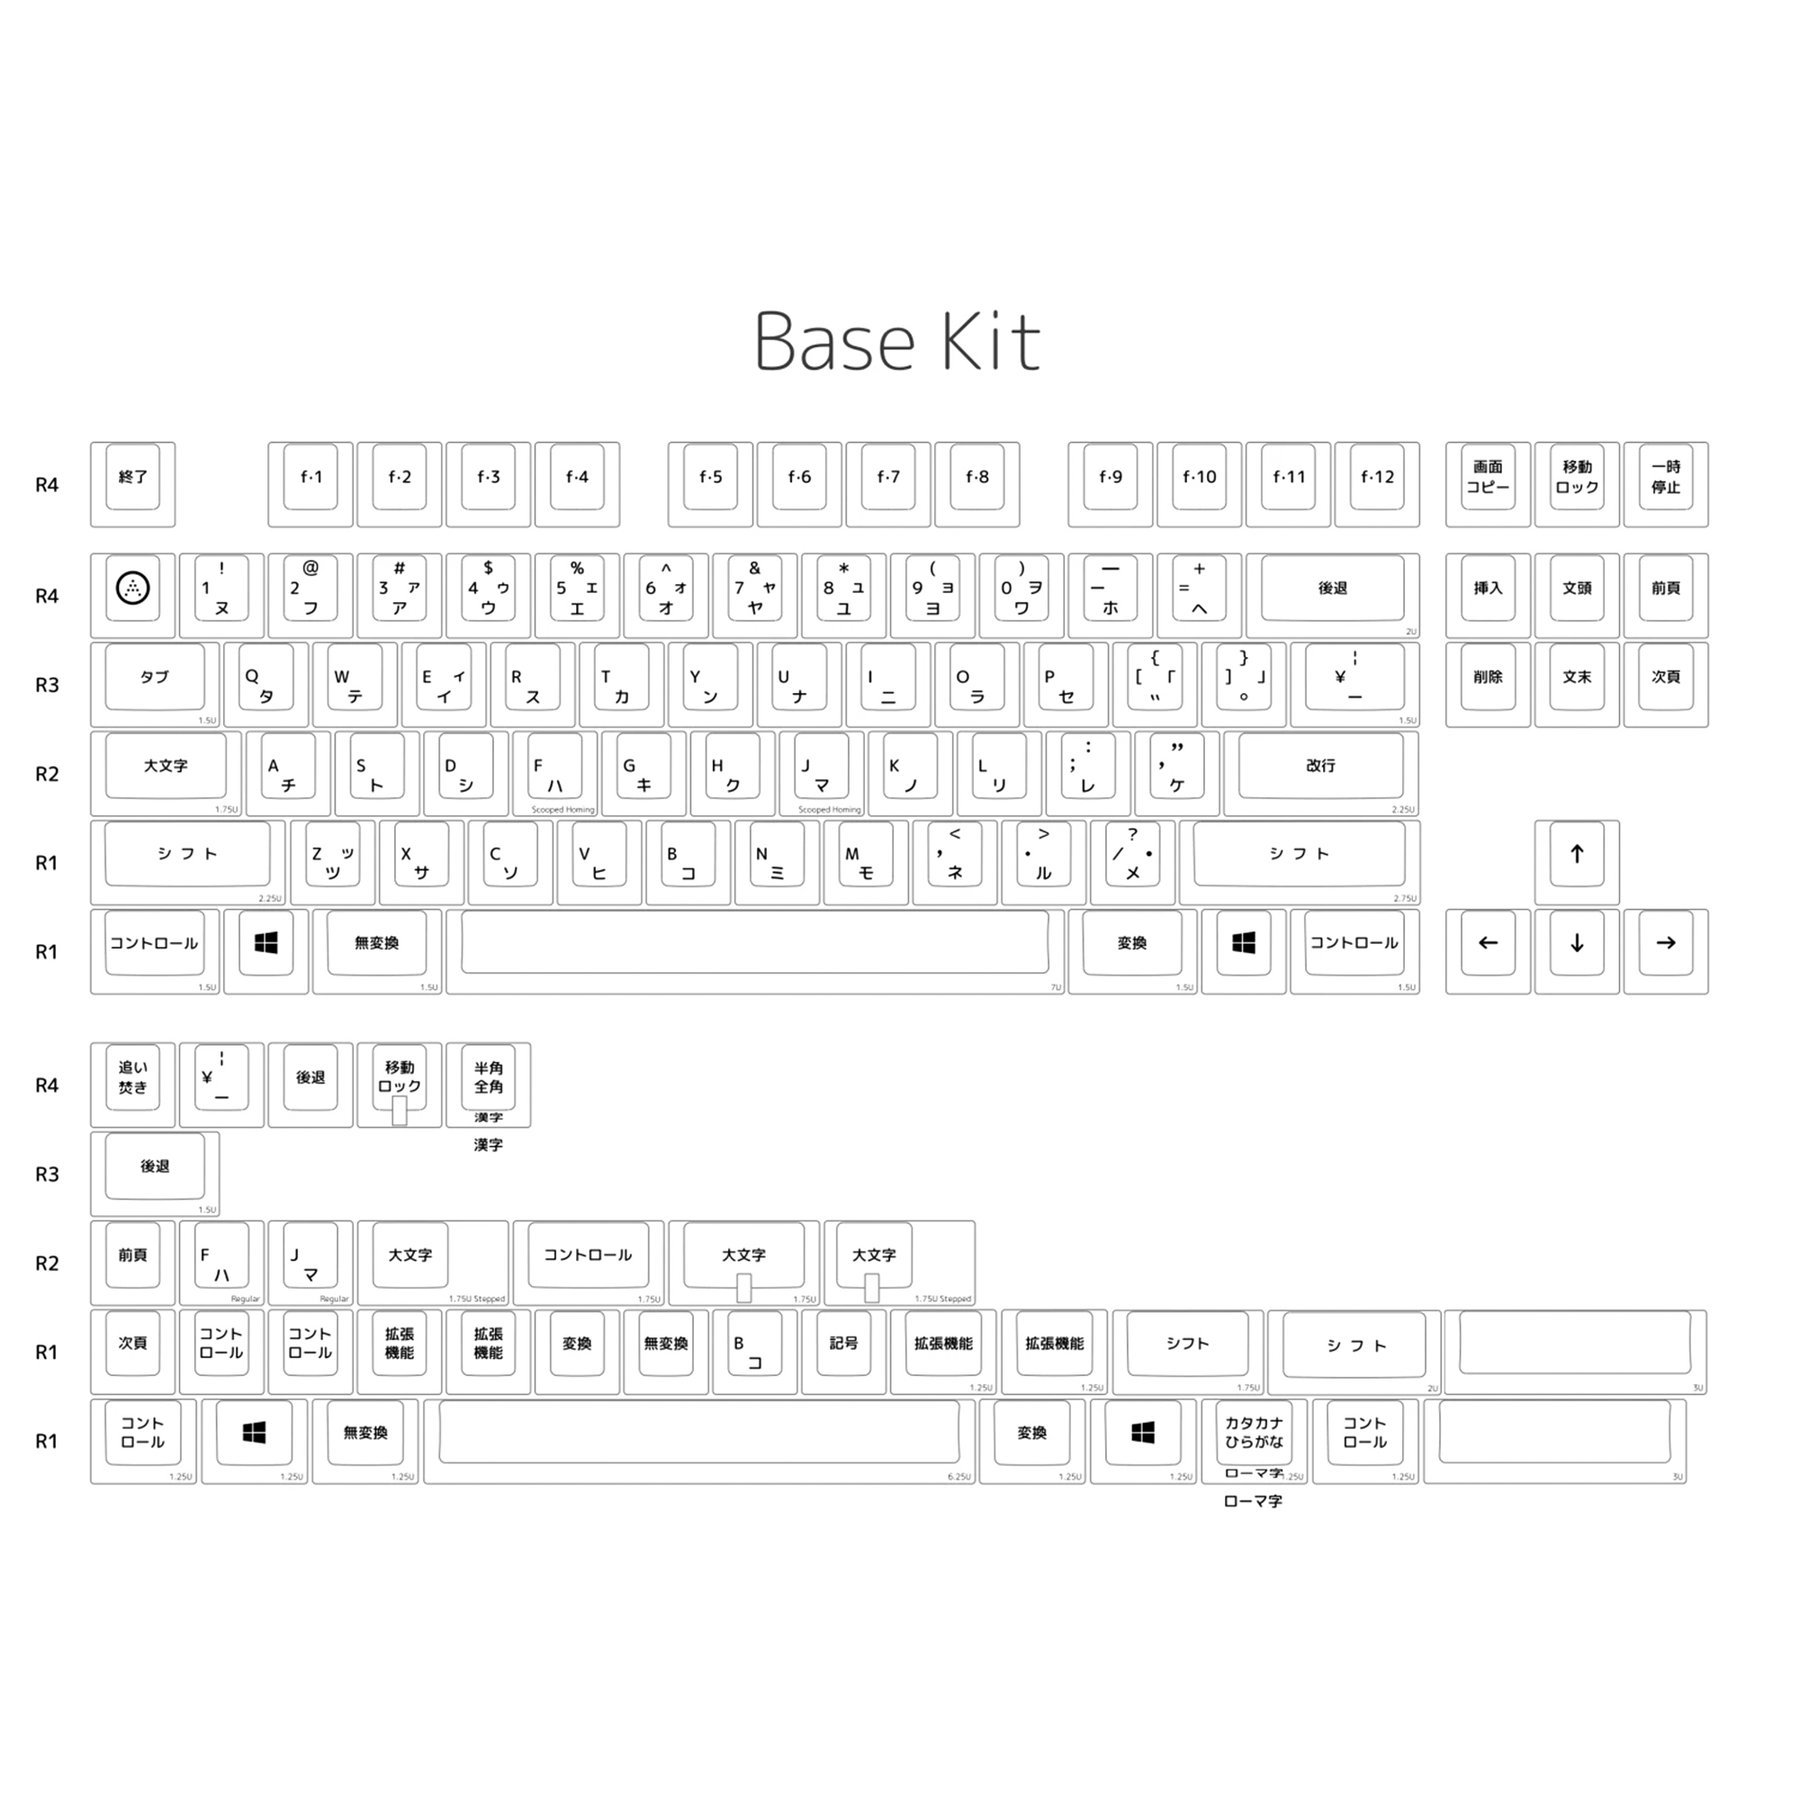 Base Kit
R4 終了 f·1 f·2 f·3 f·4 f·5 f·6 f·7 f·8 f·9 f·10 f·11 f·12 画面 移動 一時
コピー ロック 停止
! @ # $ % ^ & * ( ) — +
R4 1 2 3 ァ 4 ゥ 5 ェ 6 ォ 7 ャ 8 ュ 9 ョ 0 ヲ – = 後退 挿入 文頭 前頁
ヌ フ ア ウ エ オ ヤ ユ ヨ ワ ホ ヘ
2U
{ } ¦
R3 タブ Q W E ィ R T Y U I O P [ 「 ] 」 ¥ 削除 文末 次頁
タ テ イ ス カ ン ナ ニ ラ セ ゛ ゜ ー
1.5U 1.5U
: ”
R2 大文字 A S D F G H J K L ; ’ 改行
チ ト シ ハ キ ク マ ノ リ レ ケ
1.75U Scooped Homing Scooped Homing 2.25U
< > ?
R1 シフト Z ッ X C V B N M , . / ・ シフト ↑
ツ サ ソ ヒ コ ミ モ ネ ル メ
2.25U 2.75U
R1 コントロール 無変換 変換 コントロール ← ↓ →
1.5U 1.5U 7U 1.5U 1.5U
R4 追い ¦ 後退 移動 半角
焚き ¥ ロック 全角
ー 漢字
漢字
R3 後退
1.5U
R2 前頁 F J 大文字 コントロール 大文字 大文字
ハ マ
Regular Regular 1.75U Stepped 1.75U 1.75U 1.75U Stepped
R1 次頁 コント コント 拡張 拡張 変換 無変換 B 記号 拡張機能 拡張機能 シフト シフト
ロール ロール 機能 機能 コ
1.25U 1.25U 1.75U 2U 3U
R1 コント 無変換 変換 カタカナ コント
ロール ひらがな ロール
ローマ字
1.25U 1.25U 1.25U 6.25U 1.25U 1.25U 1.25U 1.25U 3U
ローマ字